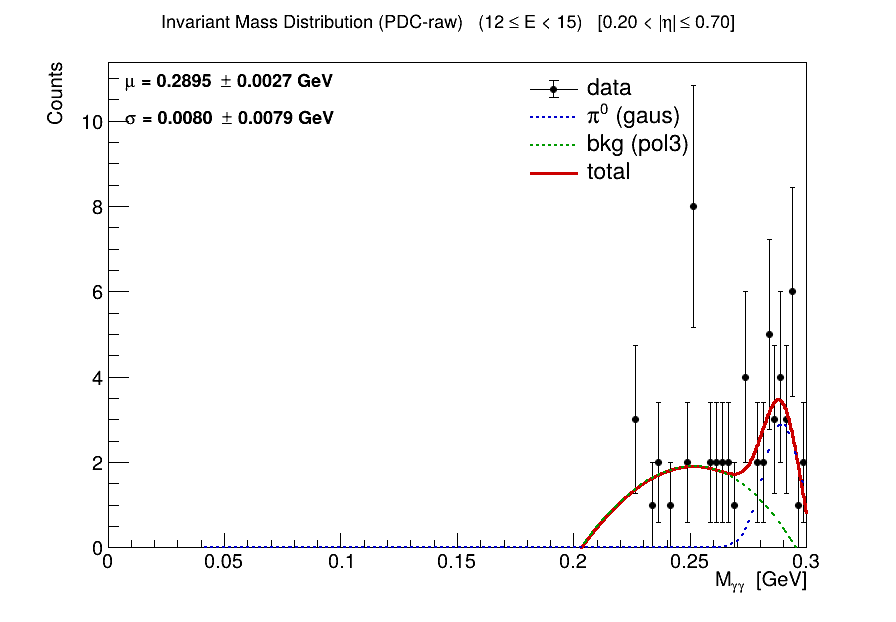 Invariant Mass Distribution (PDC-raw) (12 ≤ E < 15) [0.20 < |η| ≤ 0.70]
Counts
μ = 0.2895 ± 0.0027 GeV
σ = 0.0080 ± 0.0079 GeV
data
π⁰ (gaus)
bkg (pol3)
total
10
8
6
4
2
0
0 0.05 0.1 0.15 0.2 0.25 0.3
M_γγ [GeV]